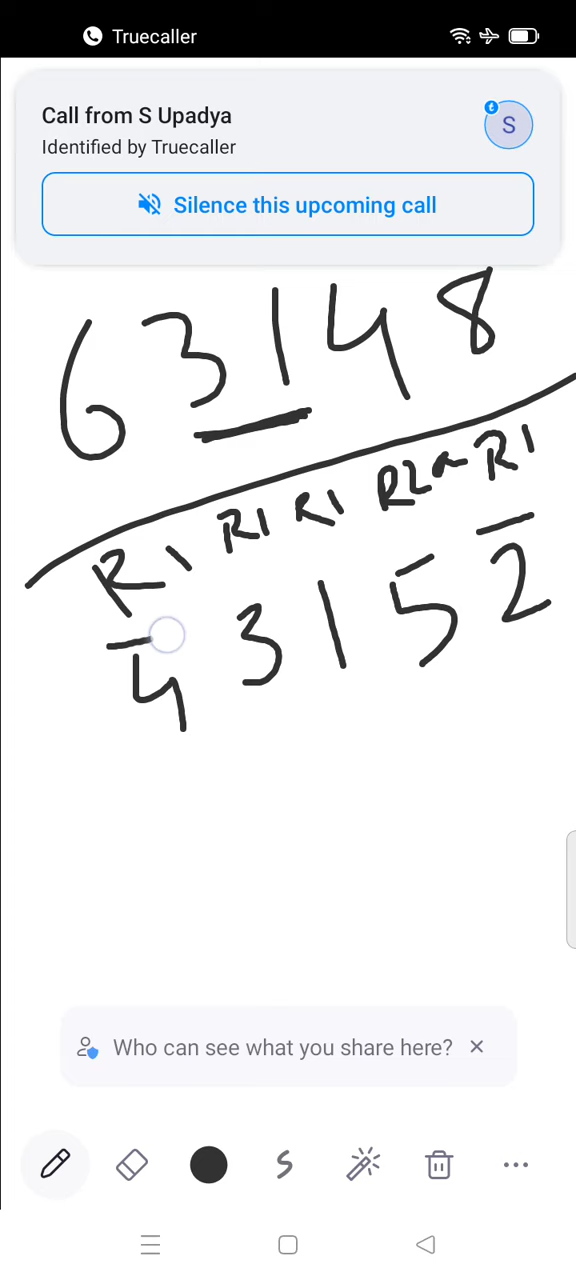 Truecaller
Call from S Upadya
Identified by Truecaller
S
Silence this upcoming call
63148
R1 R1 R1 R2 R1
43152
Who can see what you share here?